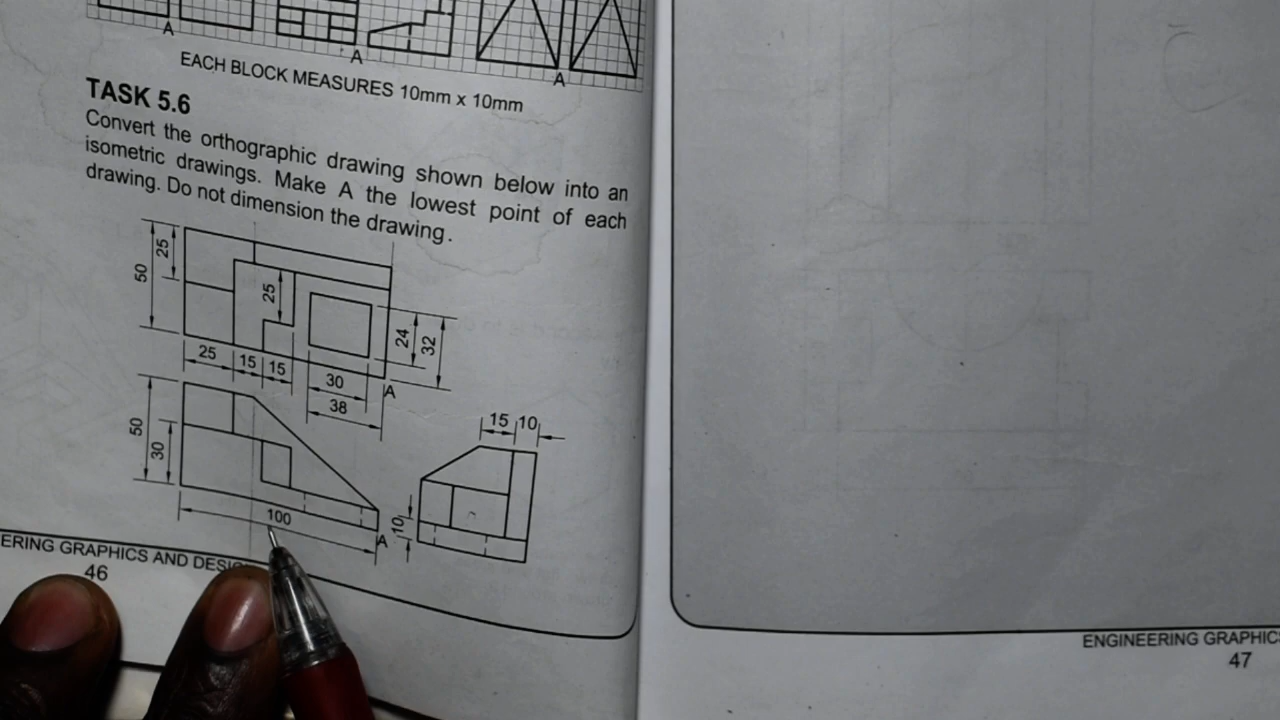 A
A
A
EACH BLOCK MEASURES 10mm x 10mm
TASK 5.6
Convert the orthographic drawing shown below into an
isometric drawings. Make A the lowest point of each
drawing. Do not dimension the drawing.
50
25
25
24
32
25
15
15
30
38
A
50
30
100
A
15
10
10
ERING GRAPHICS AND DESIG
46
ENGINEERING GRAPHIC
47